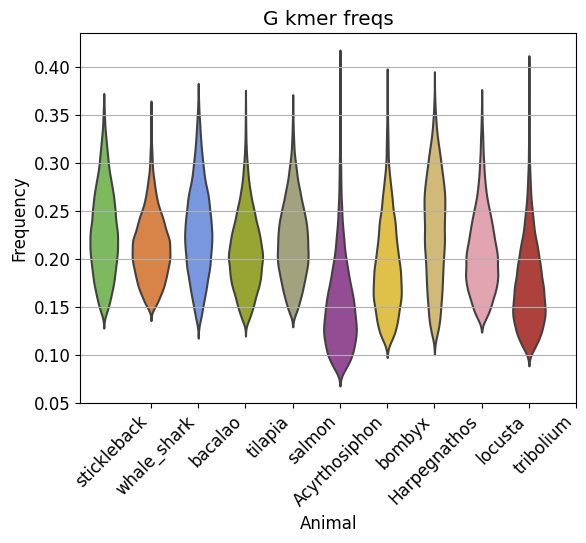 G kmer freqs
Frequency
0.40
0.35
0.30
0.25
0.20
0.15
0.10
0.05
stickleback
whale_shark
bacalao
tilapia
salmon
Acyrthosiphon
bombyx
Harpegnathos
locusta
tribolium
Animal